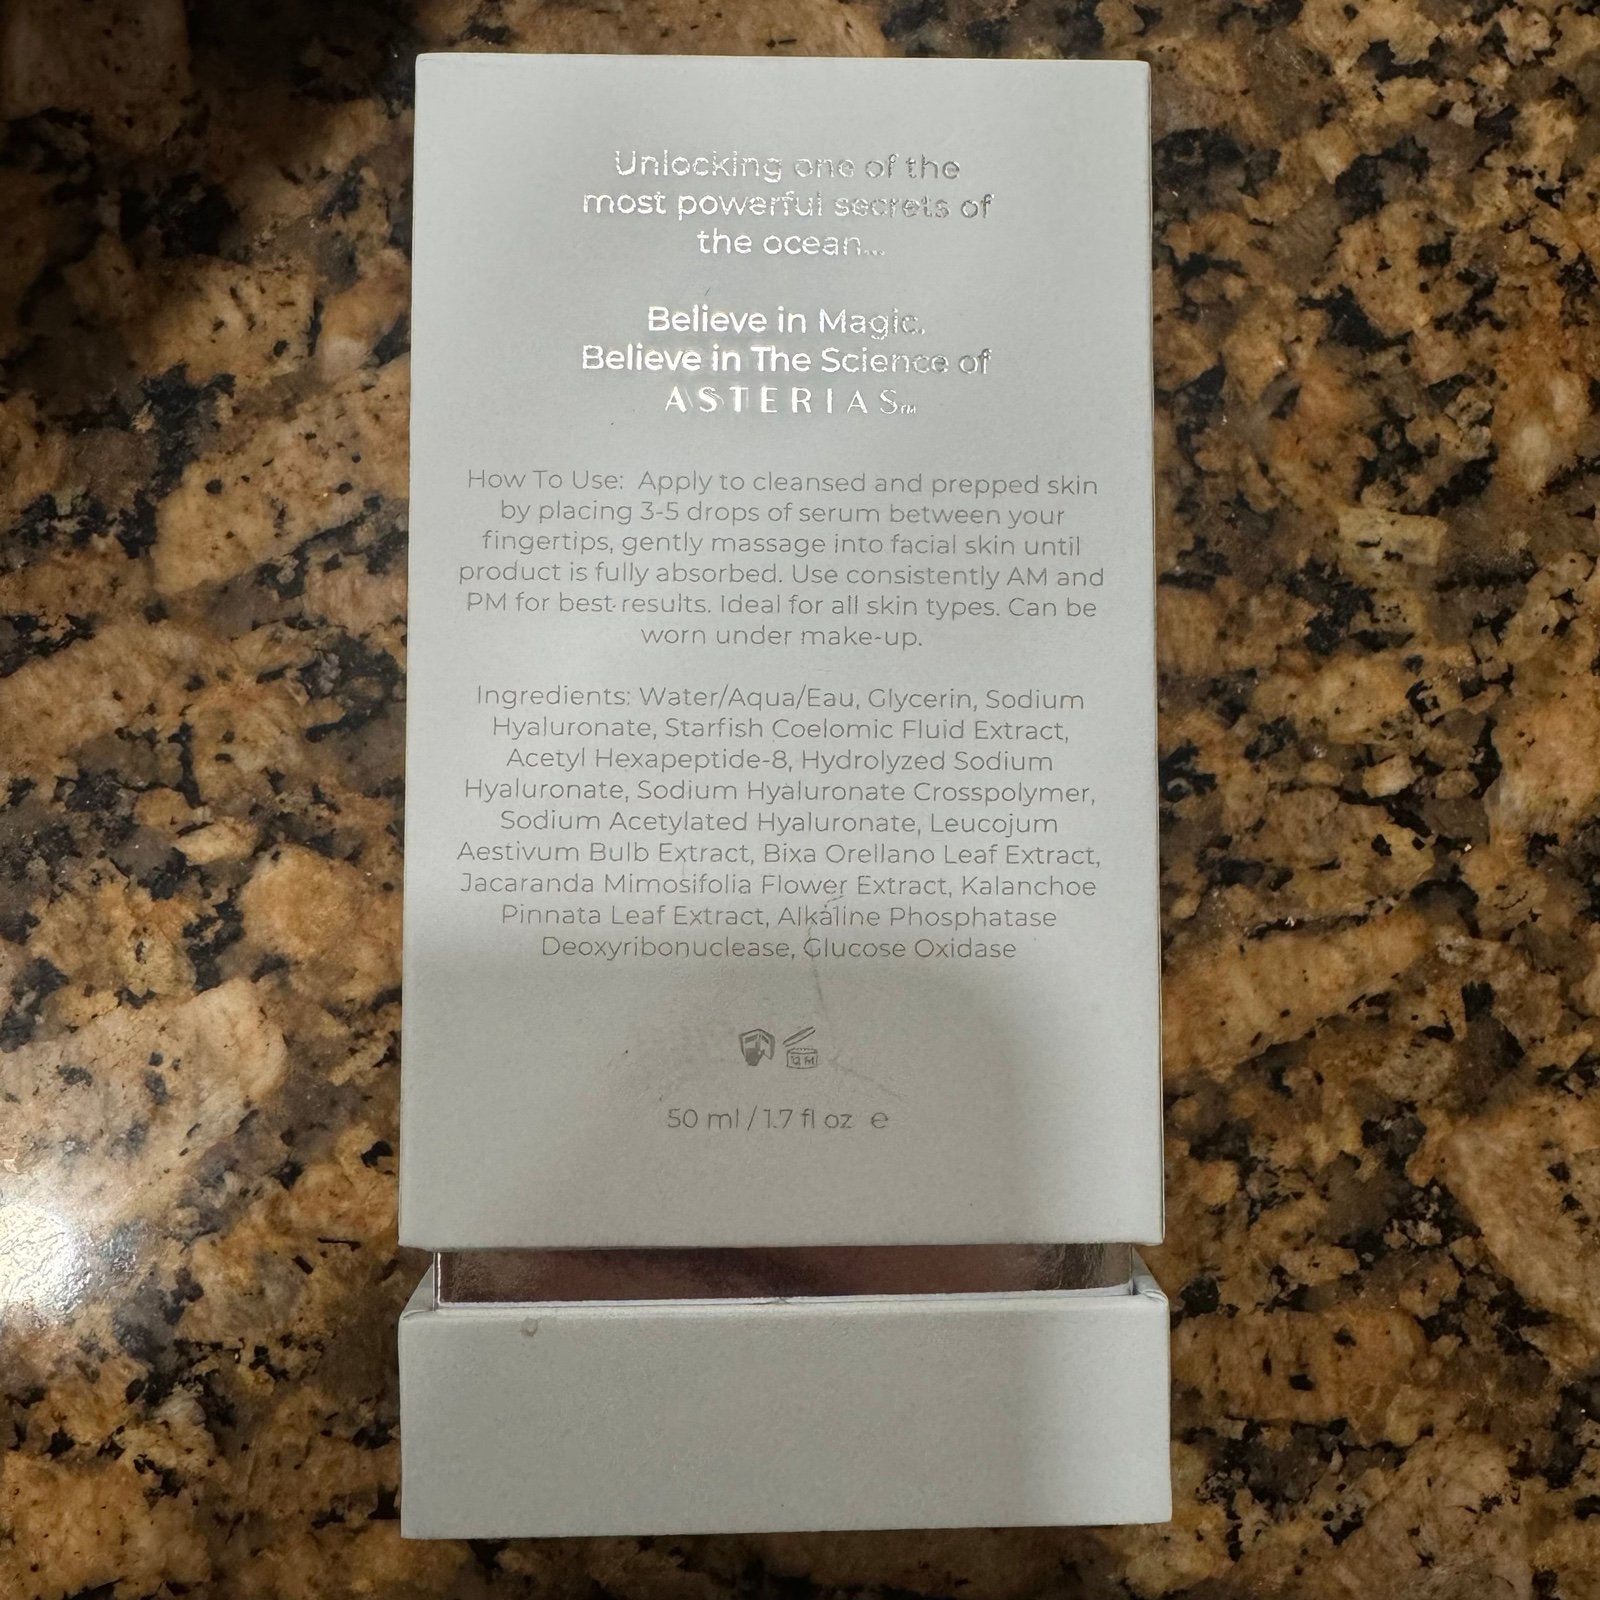 Unlocking one of the
most powerful secrets of
the ocean...
Believe in Magic.
Believe in The Science of
ASTERIAS™
How To Use: Apply to cleansed and prepped skin
by placing 3-5 drops of serum between your
fingertips, gently massage into facial skin until
product is fully absorbed. Use consistently AM and
PM for best results. Ideal for all skin types. Can be
worn under make-up.
Ingredients: Water/Aqua/Eau, Glycerin, Sodium
Hyaluronate, Starfish Coelomic Fluid Extract,
Acetyl Hexapeptide-8, Hydrolyzed Sodium
Hyaluronate, Sodium Hyaluronate Crosspolymer,
Sodium Acetylated Hyaluronate, Leucojum
Aestivum Bulb Extract, Bixa Orellano Leaf Extract,
Jacaranda Mimosifolia Flower Extract, Kalanchoe
Pinnata Leaf Extract, Alkaline Phosphatase
Deoxyribonuclease, Glucose Oxidase
12 M
50 ml / 1.7 fl oz e